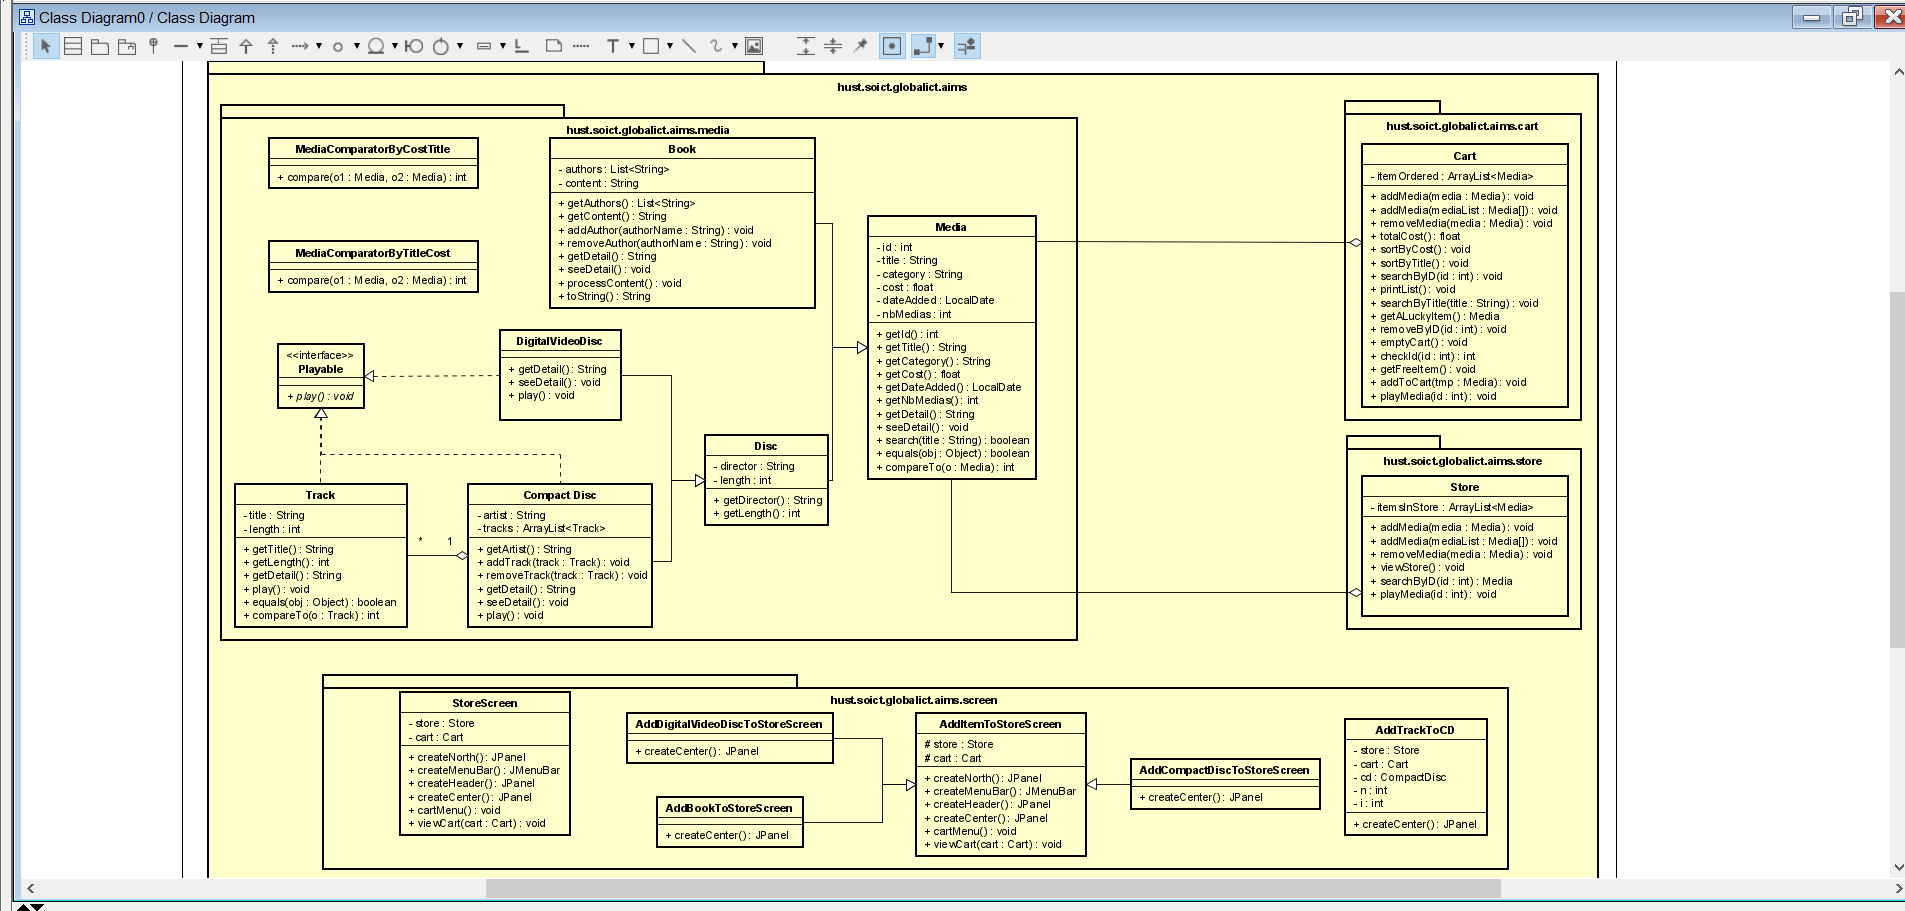 Class Diagram0 / Class Diagram
hust.soict.globalict.aims
hust.soict.globalict.aims.media
MediaComparatorByCostTitle
+ compare(o1 : Media, o2 : Media) : int
MediaComparatorByTitleCost
+ compare(o1 : Media, o2 : Media) : int
Book
- authors : List<String>
- content : String
+ getAuthors() : List<String>
+ getContent() : String
+ addAuthor(authorName : String) : void
+ removeAuthor(authorName : String) : void
+ getDetail() : String
+ seeDetail() : void
+ processContent() : void
+ toString() : String
Media
- id : int
- title : String
- category : String
- cost : float
- dateAdded : LocalDate
- nbMedias : int
+ getId() : int
+ getTitle() : String
+ getCategory() : String
+ getCost() : float
+ getDateAdded() : LocalDate
+ getNbMedias() : int
+ getDetail() : String
+ seeDetail() : void
+ search(title : String) : boolean
+ equals(obj : Object) : boolean
+ compareTo(o : Media) : int
<<interface>>
Playable
+ play() : void
DigitalVideoDisc
+ getDetail() : String
+ seeDetail() : void
+ play() : void
Disc
- director : String
- length : int
+ getDirector() : String
+ getLength() : int
Track
- title : String
- length : int
+ getTitle() : String
+ getLength() : int
+ getDetail() : String
+ play() : void
+ equals(obj : Object) : boolean
+ compareTo(o : Track) : int
* 1
Compact Disc
- artist : String
- tracks : ArrayList<Track>
+ getArtist() : String
+ addTrack(track : Track) : void
+ removeTrack(track : Track) : void
+ getDetail() : String
+ seeDetail() : void
+ play() : void
hust.soict.globalict.aims.cart
Cart
- itemOrdered : ArrayList<Media>
+ addMedia(media : Media) : void
+ addMedia(mediaList : Media[]) : void
+ removeMedia(media : Media) : void
+ totalCost() : float
+ sortByCost() : void
+ sortByTitle() : void
+ searchByID(id : int) : void
+ printList() : void
+ searchByTitle(title : String) : void
+ getALuckyItem() : Media
+ removeByID(id : int) : void
+ emptyCart() : void
+ checkId(id : int) : int
+ getFreeItem() : void
+ addToCart(tmp : Media) : void
+ playMedia(id : int) : void
hust.soict.globalict.aims.store
Store
- itemsInStore : ArrayList<Media>
+ addMedia(media : Media) : void
+ addMedia(mediaList : Media[]) : void
+ removeMedia(media : Media) : void
+ viewStore() : void
+ searchByID(id : int) : Media
+ playMedia(id : int) : void
hust.soict.globalict.aims.screen
StoreScreen
- store : Store
- cart : Cart
+ createNorth() : JPanel
+ createMenuBar() : JMenuBar
+ createHeader() : JPanel
+ createCenter() : JPanel
+ cartMenu() : void
+ viewCart(cart : Cart) : void
AddDigitalVideoDiscToStoreScreen
+ createCenter() : JPanel
AddBookToStoreScreen
+ createCenter() : JPanel
AddItemToStoreScreen
# store : Store
# cart : Cart
+ createNorth() : JPanel
+ createMenuBar() : JMenuBar
+ createHeader() : JPanel
+ createCenter() : JPanel
+ cartMenu() : void
+ viewCart(cart : Cart) : void
AddCompactDiscToStoreScreen
+ createCenter() : JPanel
AddTrackToCD
- store : Store
- cart : Cart
- cd : CompactDisc
- n : int
- i : int
+ createCenter() : JPanel